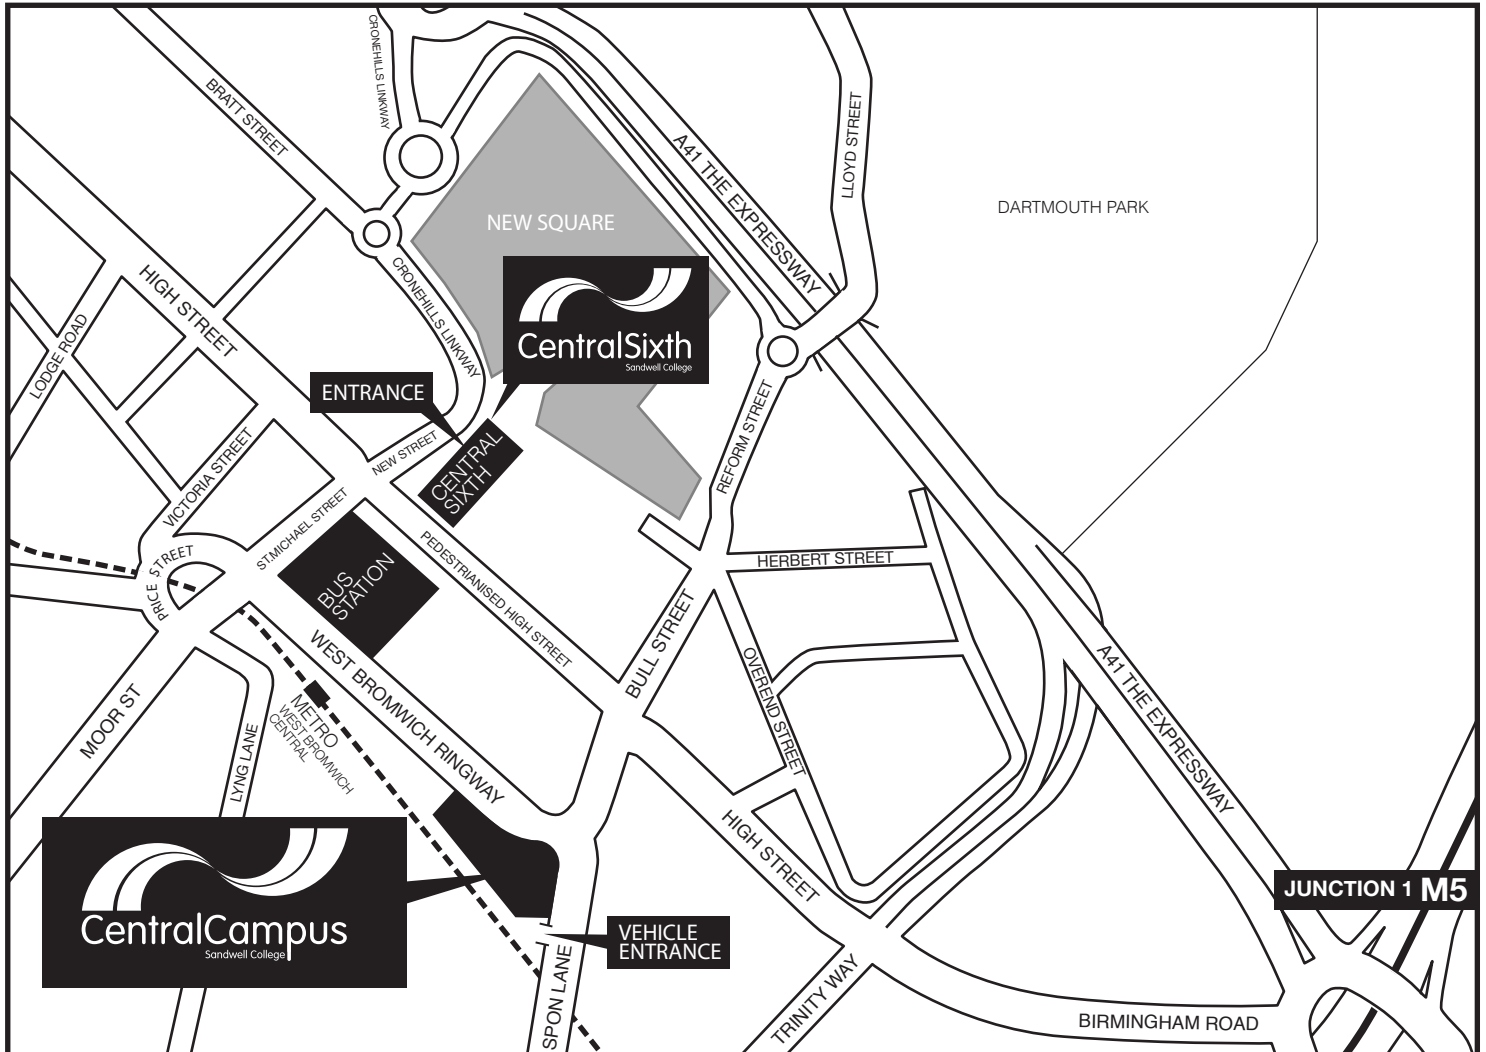 CRONEHILLS LINKWAY
BRATT STREET
A41 THE EXPRESSWAY
LLOYD STREET
DARTMOUTH PARK
NEW SQUARE
HIGH STREET
CRONEHILLS LINKWAY
CentralSixth
Sandwell College
LODGE ROAD
ENTRANCE
REFORM STREET
NEW STREET
CENTRAL
SIXTH
VICTORIA STREET
ST.MICHAEL STREET
PRICE STREET
BUS
STATION
PEDESTRIANISED HIGH STREET
HERBERT STREET
BULL STREET
WEST BROMWICH RINGWAY
OVEREND STREET
A41 THE EXPRESSWAY
MOOR ST
METRO
WEST BROMWICH
CENTRAL
LYNG LANE
HIGH STREET
CentralCampus
Sandwell College
JUNCTION 1 M5
VEHICLE
ENTRANCE
SPON LANE
TRINITY WAY
BIRMINGHAM ROAD